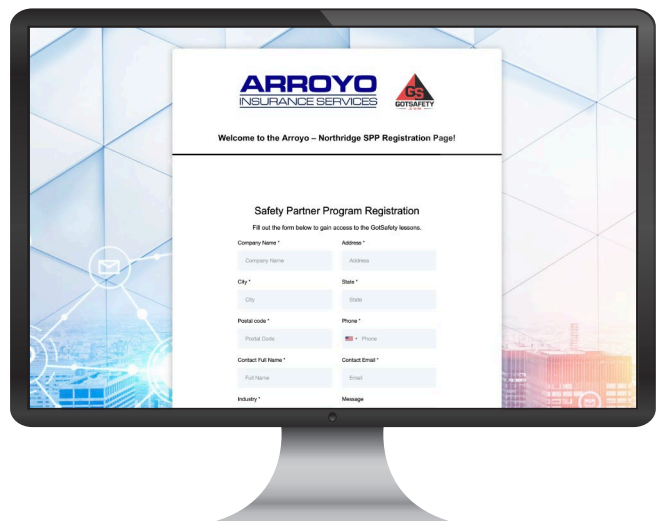 ARROYO
INSURANCE SERVICES
GS
GOTSAFETY
.COM
Welcome to the Arroyo – Northridge SPP Registration Page!
Safety Partner Program Registration
Fill out the form below to gain access to the GotSafety lessons.
Company Name * Address *
Company Name Address
City * State *
City State
Postal code * Phone *
Postal Code Phone
Contact Full Name * Contact Email *
Full Name Email
Industry * Message